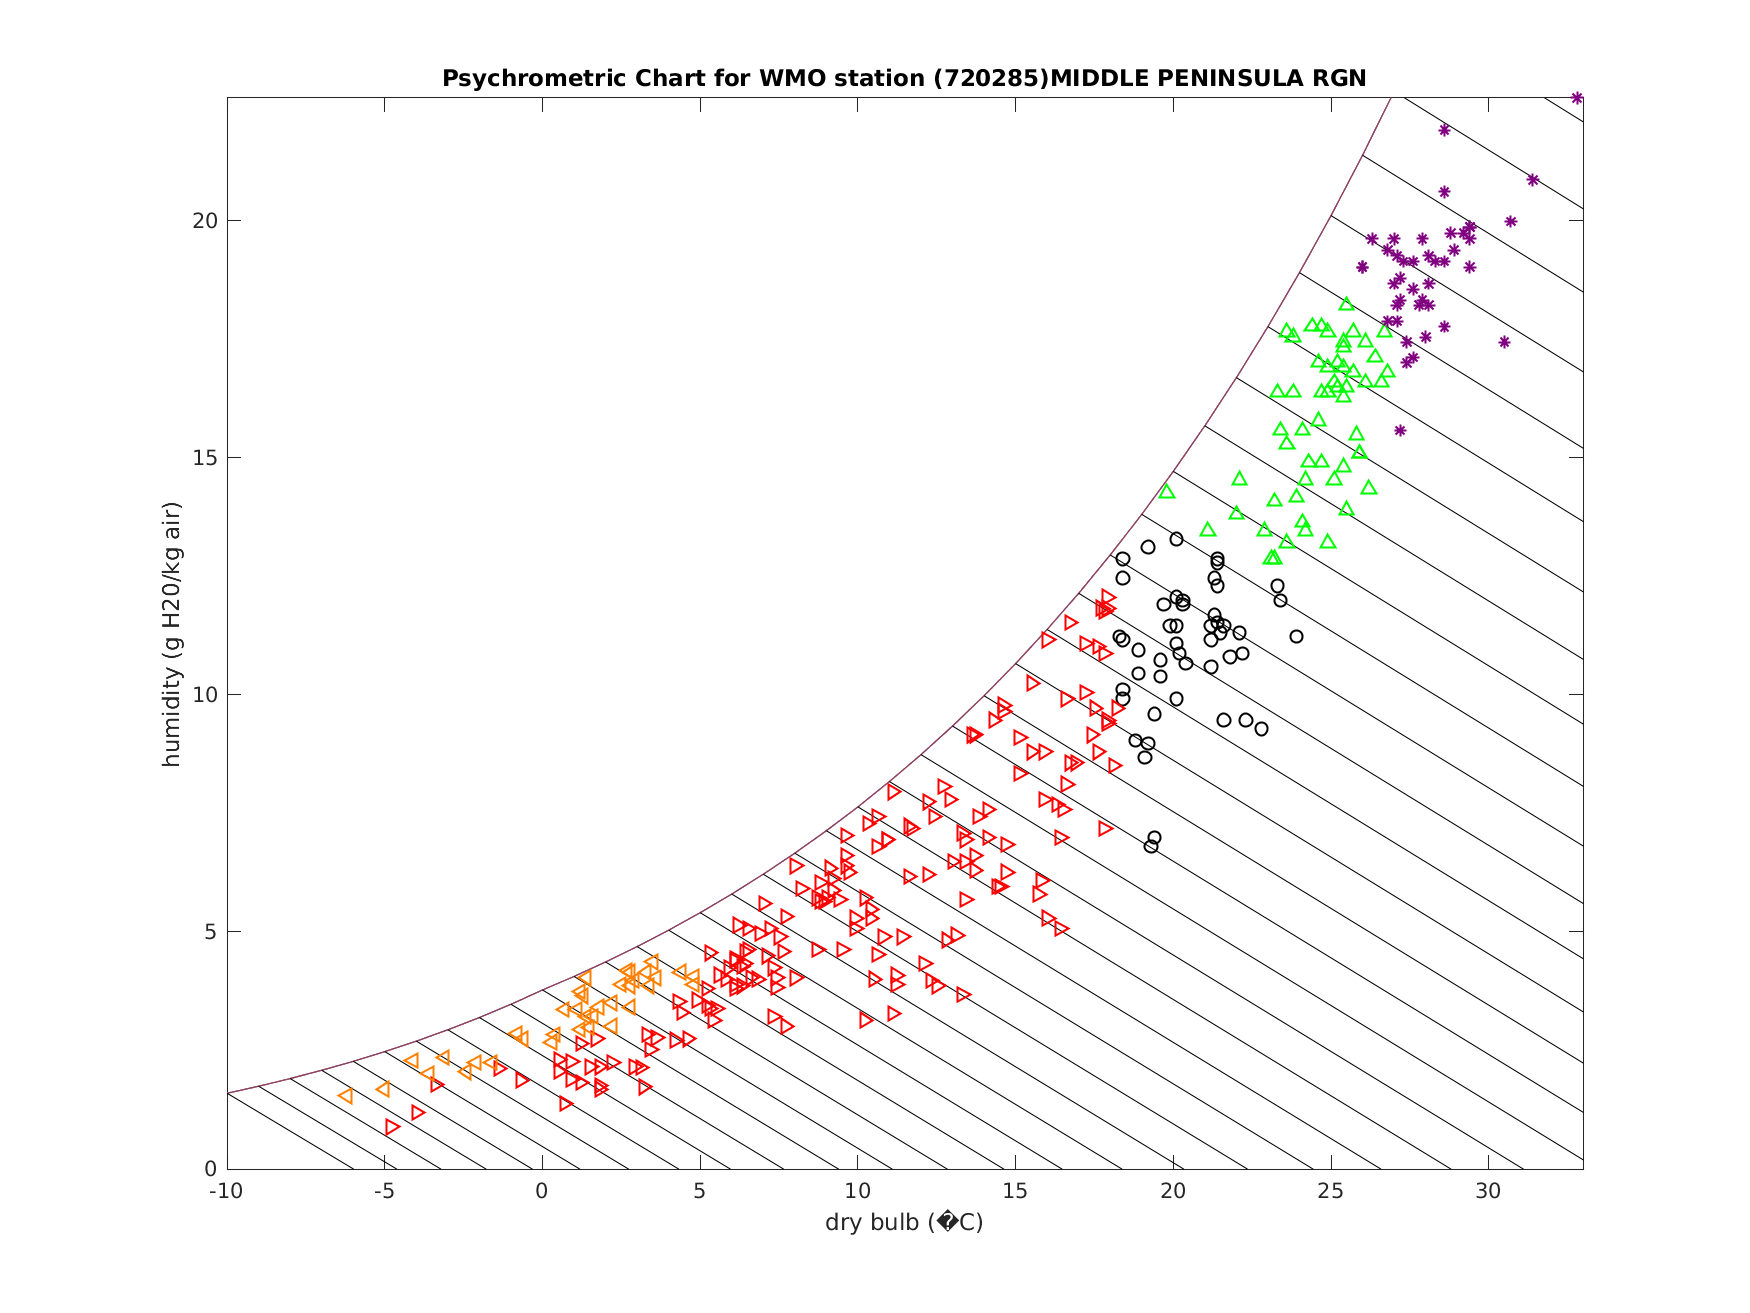 Psychrometric Chart for WMO station (720285)MIDDLE PENINSULA RGN
humidity (g H20/kg air)
20
15
10
5
0
-10 -5 0 5 10 15 20 25 30
dry bulb (�C)